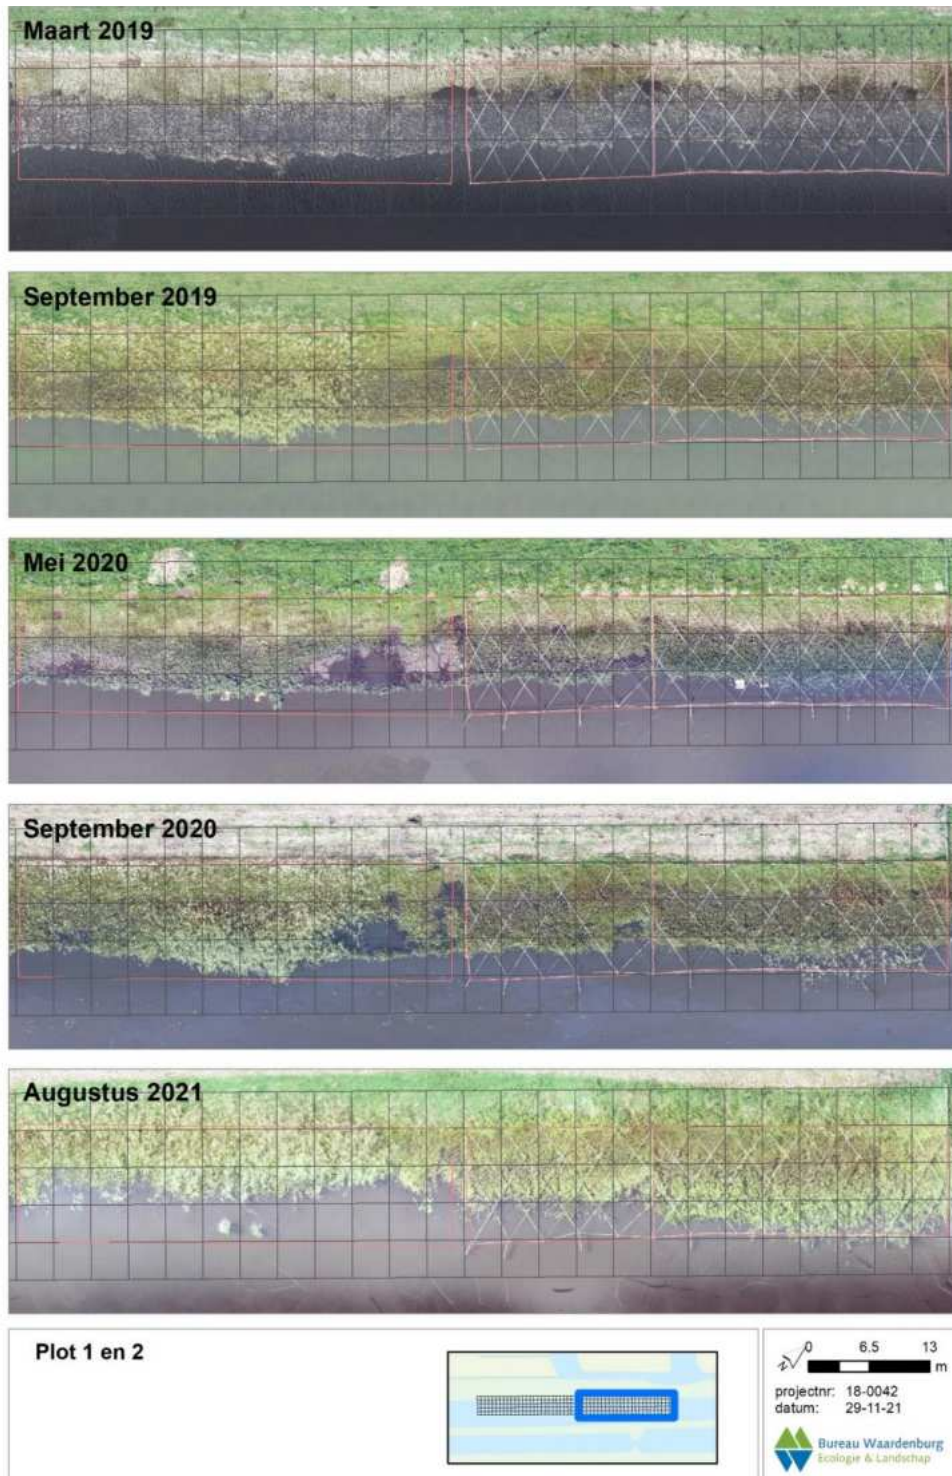 Maart 2019
September 2019
Mei 2020
September 2020
Augustus 2021
Plot 1 en 2
N
0 6.5 13
m
projectnr: 18-0042
datum: 29-11-21
Bureau Waardenburg
Ecologie & Landschap